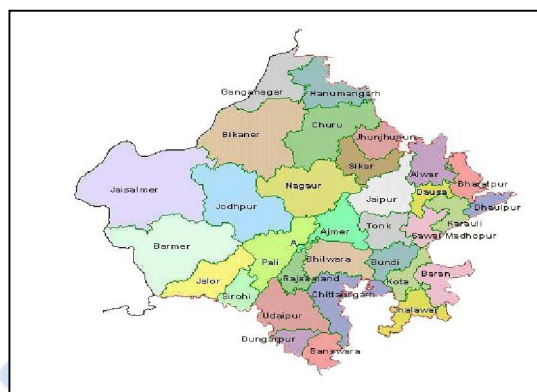 Ganganagar
Hanumangarh
Churu
Bikaner
Jhunjhunun
Sikar
Alwar
Jaisalmer
Nagaur
Bharatpur
Dausa
Jaipur
Dhaulpur
Jodhpur
Karauli
Ajmer
Tonk
Sawai Madhopur
A
Barmer
Pali
Bhilwara
Bundi
Baran
Jalor
Rajsamand
Kota
Sirohi
Chittaurgarh
Jhalawar
Udaipur
Dungarpur
Banswara